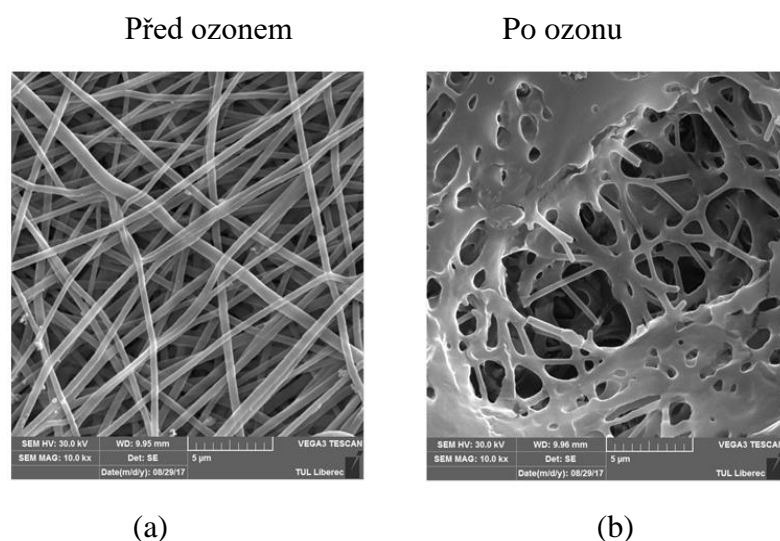 Před ozonem
Po ozonu
SEM HV: 30.0 kV WD: 9.95 mm VEGA3 TESCAN
SEM MAG: 10.0 kx Det: SE 5 µm
Date(m/d/y): 08/29/17 TUL Liberec
SEM HV: 30.0 kV WD: 9.96 mm VEGA3 TESCAN
SEM MAG: 10.0 kx Det: SE 5 µm
Date(m/d/y): 08/29/17 TUL Liberec
(a)
(b)